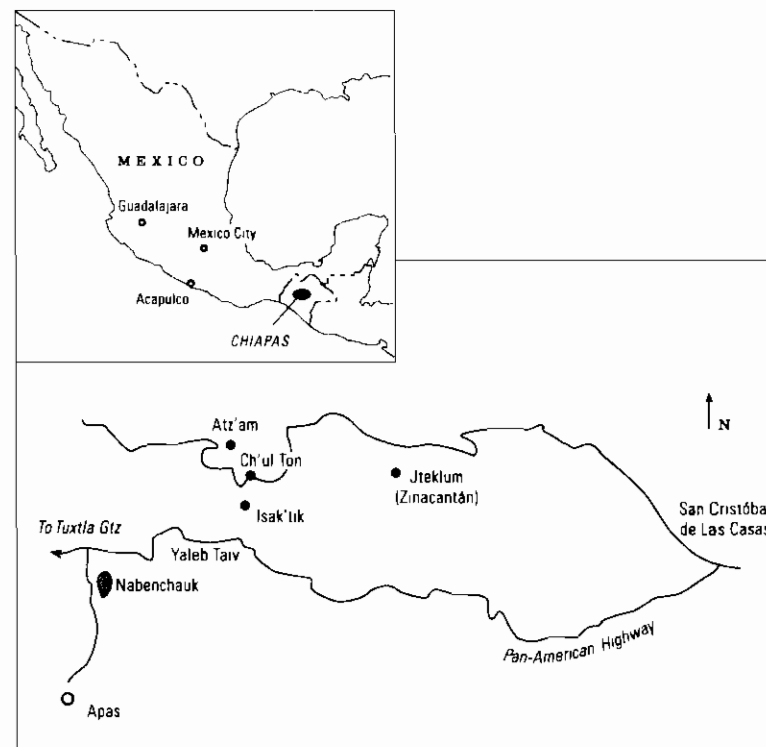 MEXICO
Guadalajara
Mexico City
Acapulco
CHIAPAS
N
Atz'am
Ch'ul Ton
Jteklum
(Zinacantán)
Isak'tik
San Cristóba
de Las Casas
To Tuxtla Gtz
Yaleb Taiv
Nabenchauk
Pan-American Highway
Apas